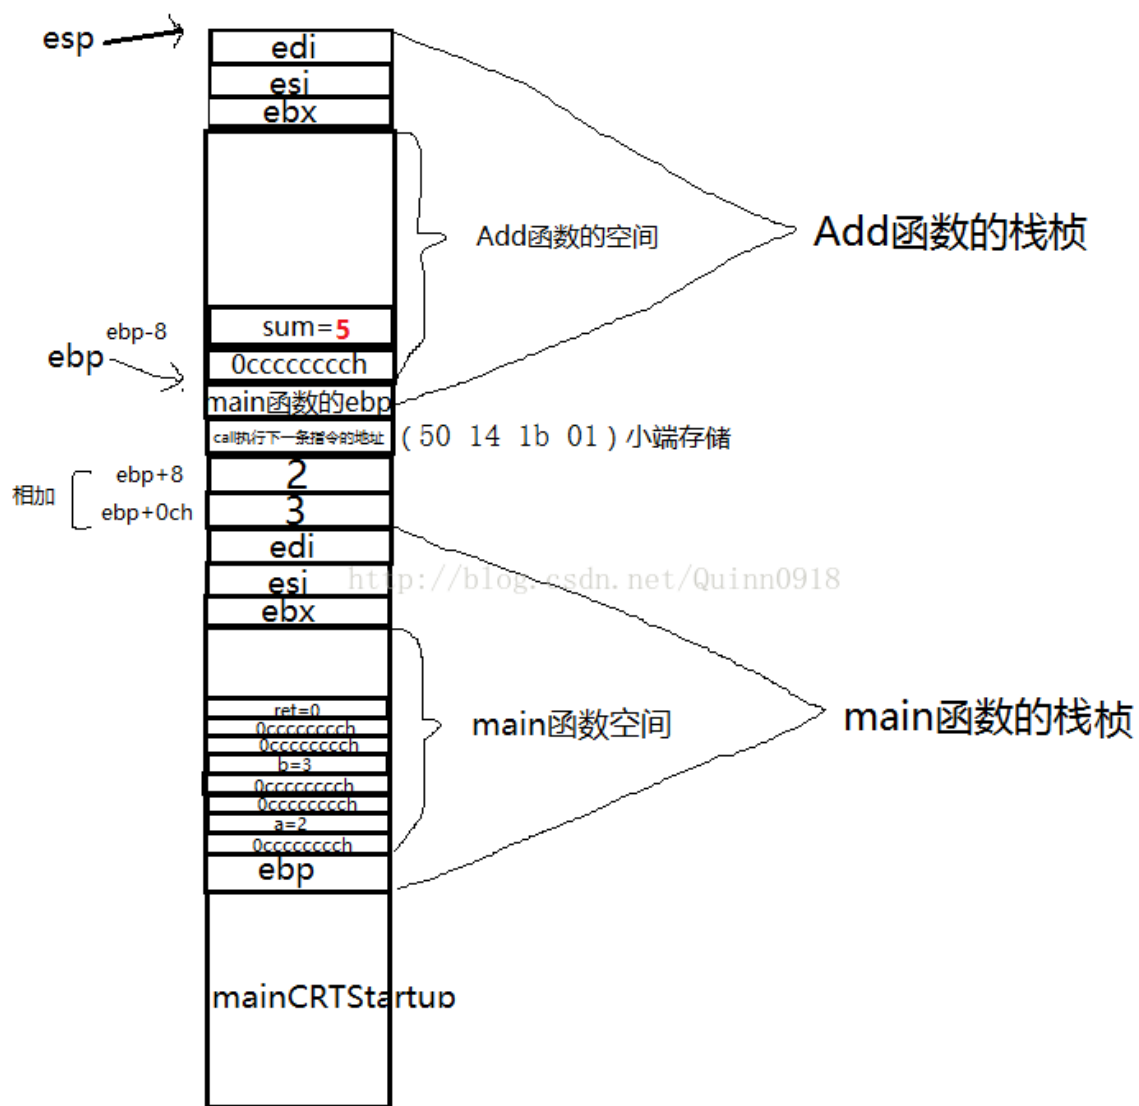 esp
edi
esi
ebx
Add函数的空间
Add函数的栈桢
sum=5
ebp-8
ebp
0cccccccch
main函数的ebp
call执行下一条指令的地址
(50 14 1b 01)小端存储
相加
ebp+8
2
ebp+0ch
3
edi
esi
http://blog.csdn.net/Quinn0918
ebx
ret=0
0cccccccch
0cccccccch
b=3
0cccccccch
0cccccccch
a=2
0cccccccch
main函数空间
main函数的栈桢
ebp
mainCRTStartup